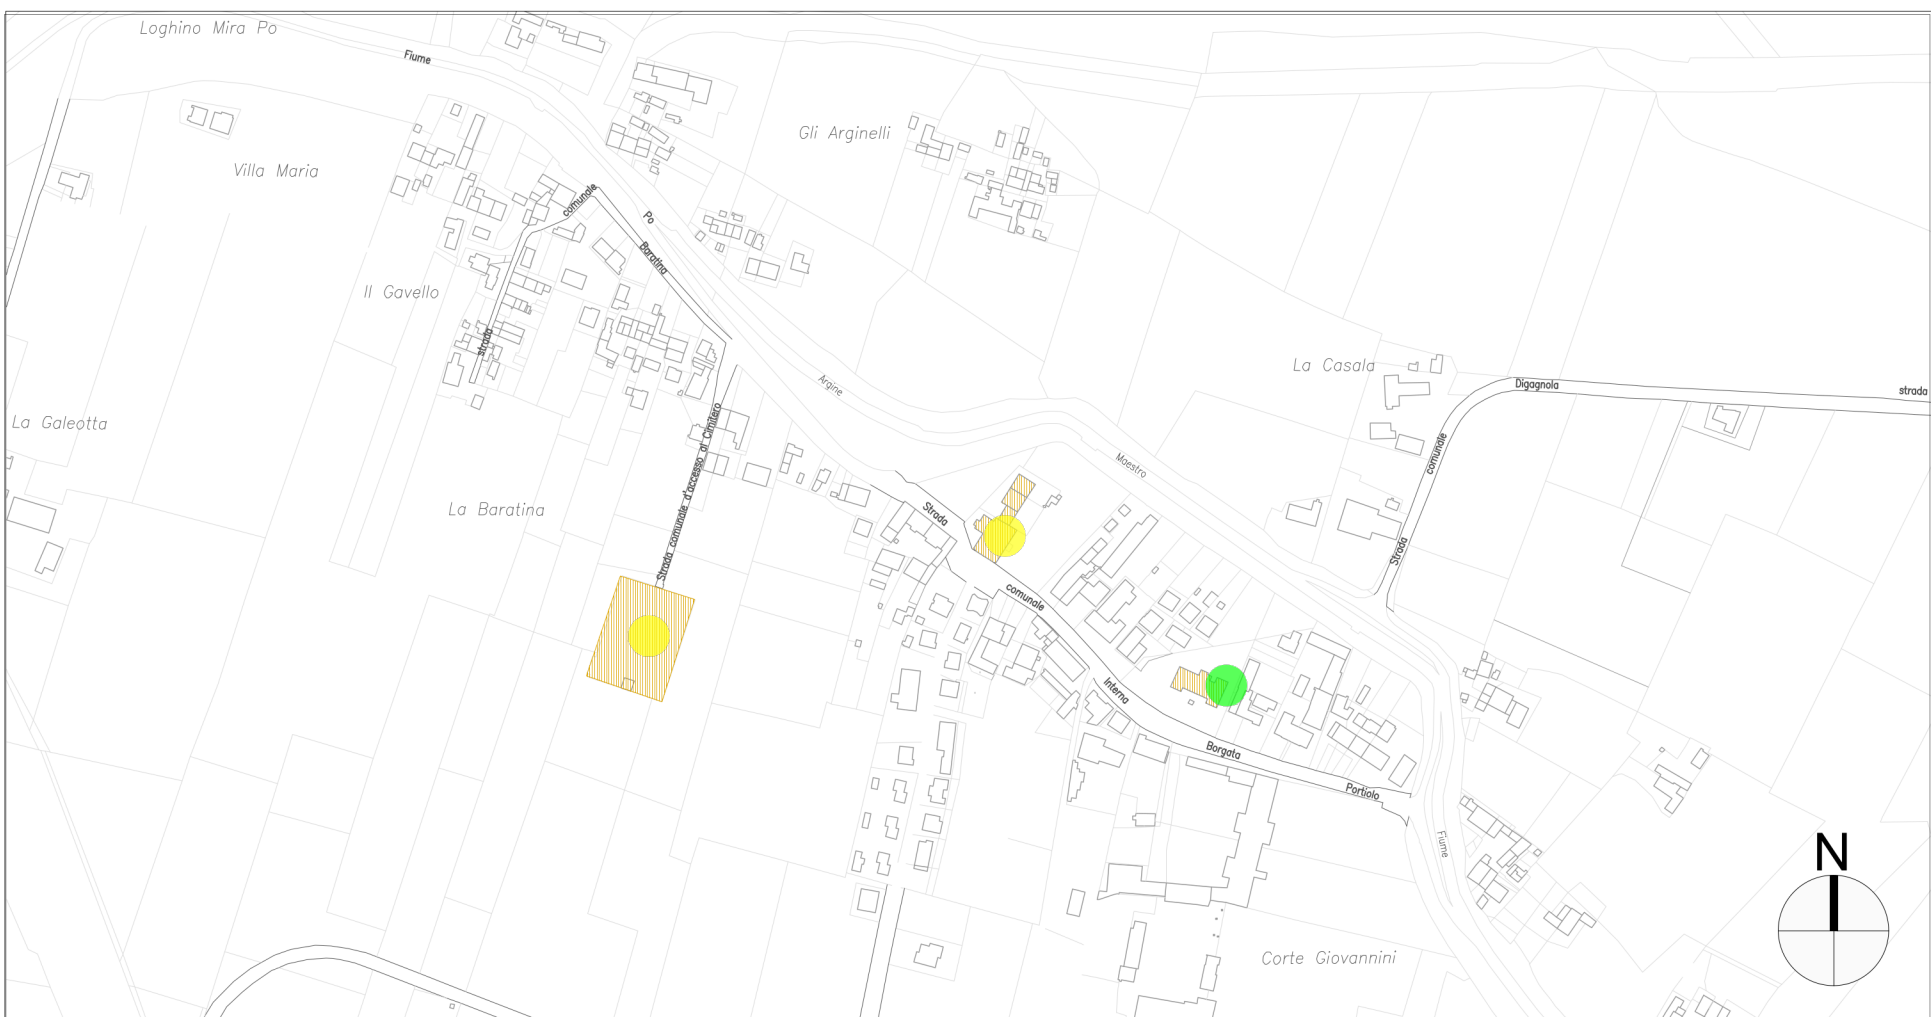 Loghino Mira Po
Fiume
Gli Arginelli
Villa Maria
comunale
Po
Baratina
Il Gavello
strada
La Casala
Argine
Digagnola
strada
La Galeotta
Strada comunale d'accesso al Cimitero
comunale
Maestro
La Baratina
Strada
Strada
comunale
Interna
Borgata
Portiolo
Fiume
N
Corte Giovannini